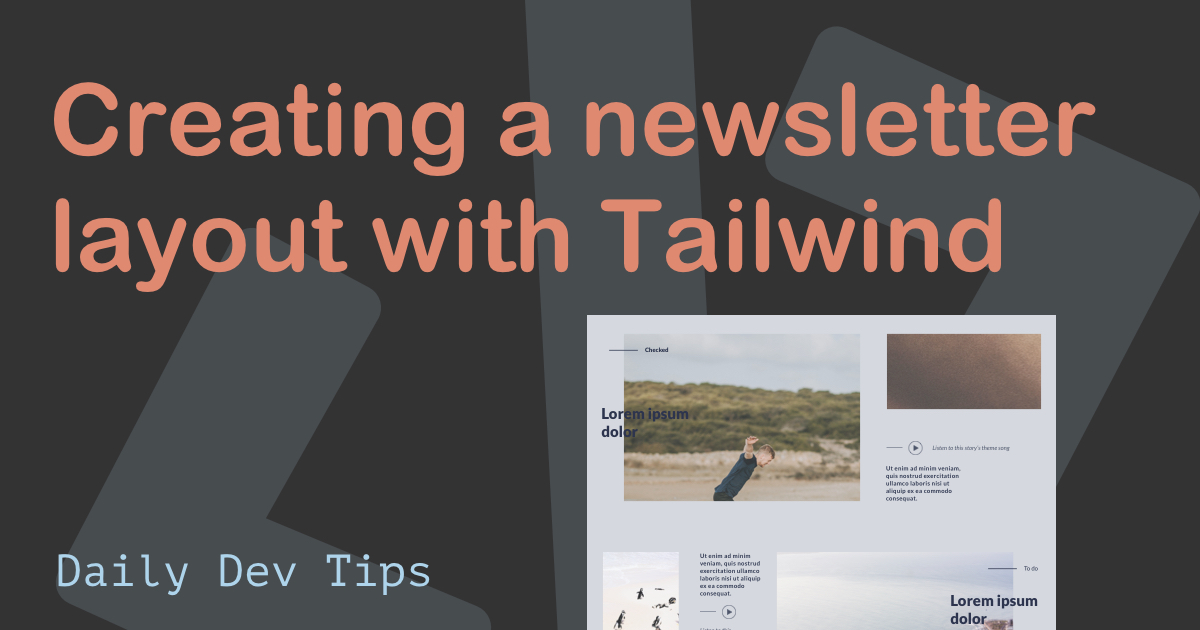 Creating a newsletter
layout with Tailwind
Checked
Lorem ipsum
dolor
Listen to this story's theme song
Ut enim ad minim veniam,
quis nostrud exercitation
ullamco laboris nisi ut
aliquip ex ea commodo
consequat.
Ut enim ad minim
veniam, quis nostrud
exercitation ullamco
laboris nisi ut aliquip
ex ea commodo
consequat.
To do
Lorem ipsum
dolor
Daily Dev Tips